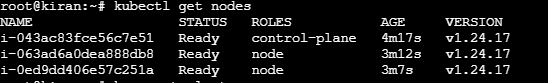 root@kiran:~# kubectl get nodes
NAME STATUS ROLES AGE VERSION
i-043ac83fce56c7e51 Ready control-plane 4m17s v1.24.17
i-063ad6a0dea888db8 Ready node 3m12s v1.24.17
i-0ed9dd406e57c251a Ready node 3m7s v1.24.17